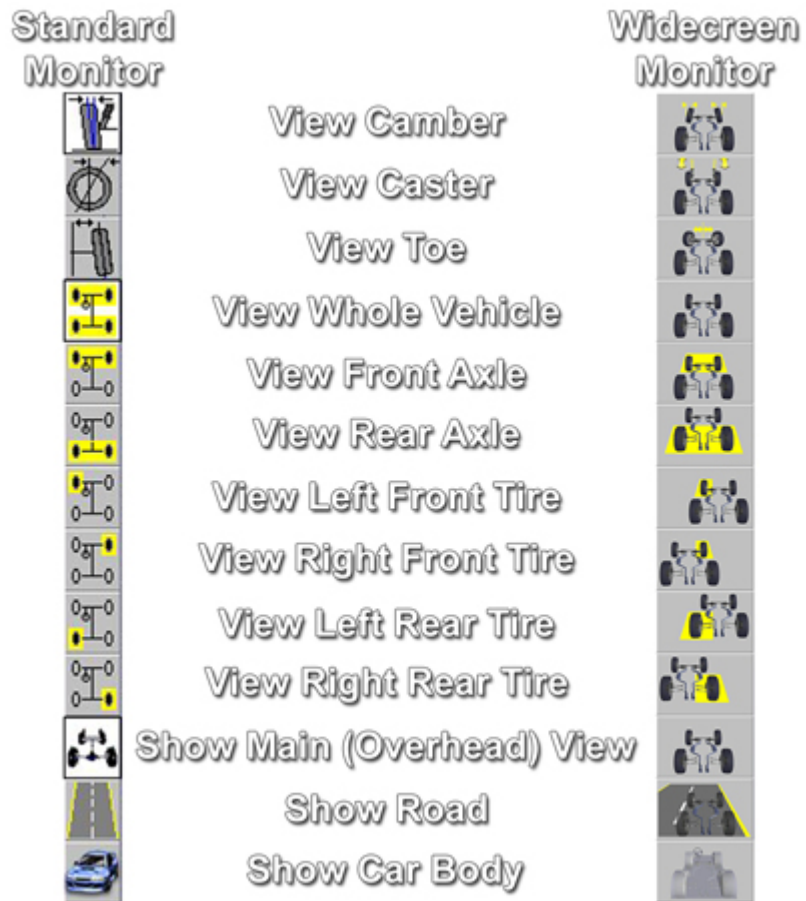 Standard
Monitor
Widecreen
Monitor
View Camber
View Caster
View Toe
View Whole Vehicle
View Front Axle
View Rear Axle
View Left Front Tire
View Right Front Tire
View Left Rear Tire
View Right Rear Tire
Show Main (Overhead) View
Show Road
Show Car Body